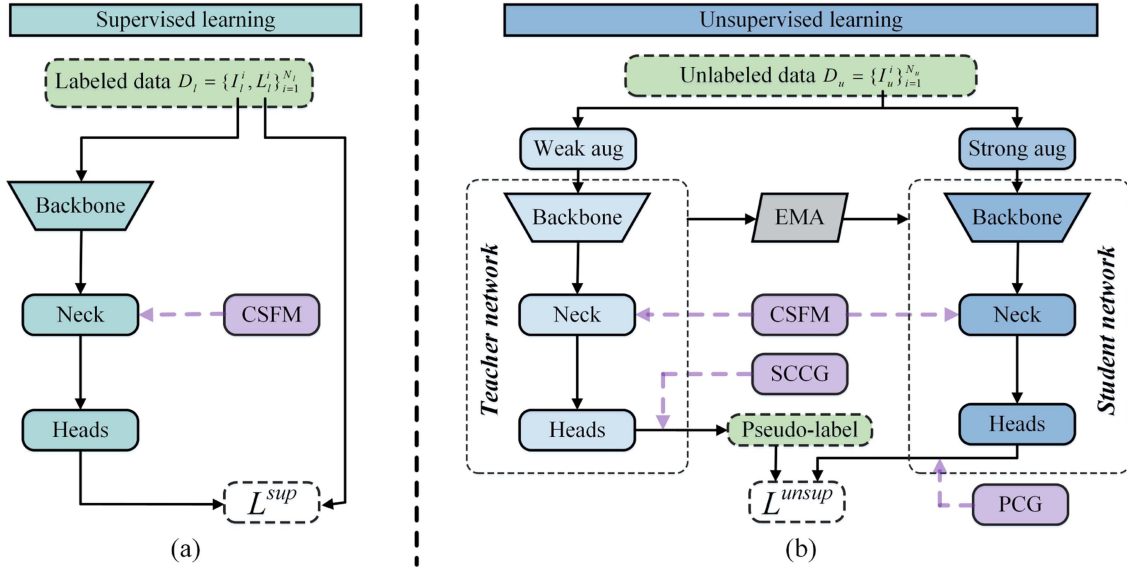 Supervised learning
Labeled data $D_l = \{I_l^i, L_l^i\}_{i=1}^{N_l}$
Backbone
Neck
CSFM
Heads
$L^{sup}$
(a)
Unsupervised learning
Unlabeled data $D_u = \{I_u^i\}_{i=1}^{N_u}$
Weak aug
Strong aug
Teacher network
Backbone
EMA
Backbone
Student network
Neck
CSFM
Neck
SCCG
Heads
Pseudo-label
Heads
$L^{unsup}$
PCG
(b)